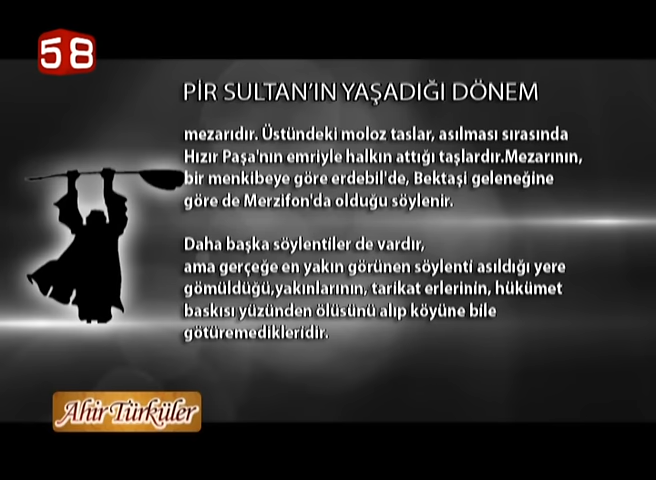 58
PİR SULTAN'IN YAŞADIĞI DÖNEM
mezarıdır. Üstündeki moloz taslar, asılması sırasında
Hızır Paşa'nın emriyle halkın attığı taşlardır.Mezarının,
bir menkibeye göre erdebil'de, Bektaşi geleneğine
göre de Merzifon'da olduğu söylenir.
Daha başka söylentiler de vardır,
ama gerçeğe en yakın görünen söylenti asıldığı yere
gömüldüğü,yakınlarının, tarikat erlerinin, hükümet
baskısı yüzünden ölüsünü alıp köyüne bile
götüremedikleridir.
Ahir Türküler